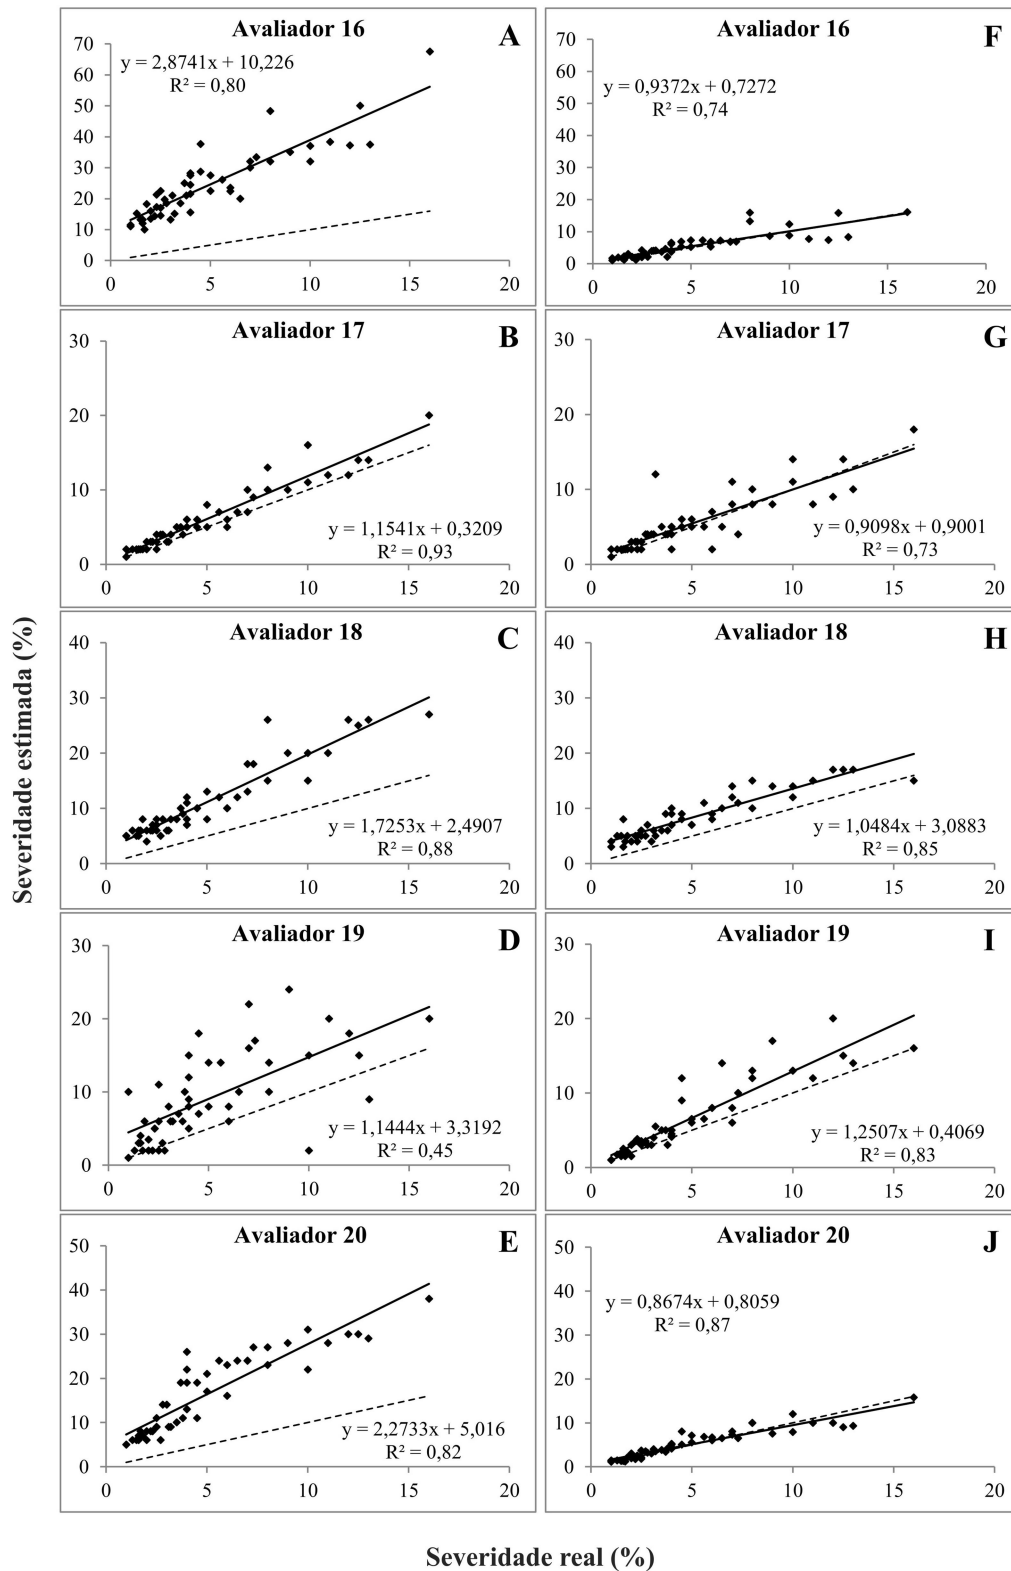 Avaliador 16
A
70
60
50
40
30
20
10
0
y = 2,8741x + 10,226
R² = 0,80
0 5 10 15 20
Avaliador 16
F
70
60
50
40
30
20
10
0
y = 0,9372x + 0,7272
R² = 0,74
0 5 10 15 20
Avaliador 17
B
30
20
10
0
y = 1,1541x + 0,3209
R² = 0,93
0 5 10 15 20
Avaliador 17
G
30
20
10
0
y = 0,9098x + 0,9001
R² = 0,73
0 5 10 15 20
Avaliador 18
C
40
30
20
10
0
y = 1,7253x + 2,4907
R² = 0,88
0 5 10 15 20
Avaliador 18
H
40
30
20
10
0
y = 1,0484x + 3,0883
R² = 0,85
0 5 10 15 20
Avaliador 19
D
30
20
10
0
y = 1,1444x + 3,3192
R² = 0,45
0 5 10 15 20
Avaliador 19
I
30
20
10
0
y = 1,2507x + 0,4069
R² = 0,83
0 5 10 15 20
Avaliador 20
E
50
40
30
20
10
0
y = 2,2733x + 5,016
R² = 0,82
0 5 10 15 20
Avaliador 20
J
50
40
30
20
10
0
y = 0,8674x + 0,8059
R² = 0,87
0 5 10 15 20
Severidade estimada (%)
Severidade real (%)